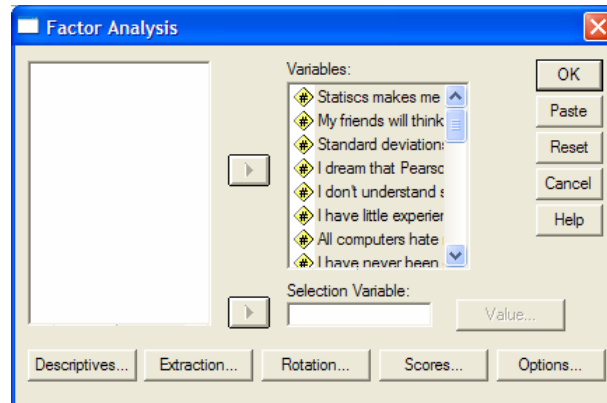 Factor Analysis
Variables:
Statiscs makes me
My friends will think
Standard deviation
I dream that Pearso
I don't understand s
I have little experier
All computers hate
I have never been
Selection Variable:
OK
Paste
Reset
Cancel
Help
Value...
Descriptives... Extraction... Rotation... Scores... Options...